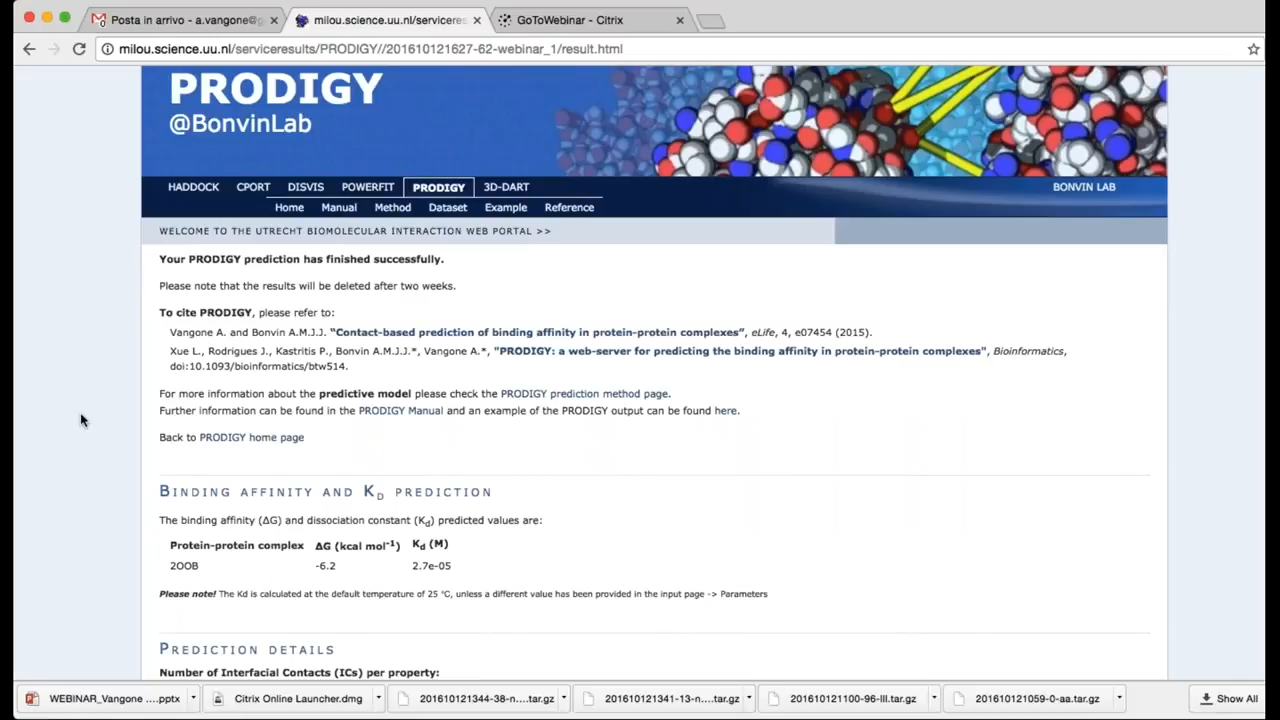 Posta in arrivo - a.vangone@g
milou.science.uu.nl/serviceres
GoToWebinar - Citrix
milou.science.uu.nl/serviceresults/PRODIGY//201610121627-62-webinar_1/result.html
PRODIGY
@BonvinLab
HADDOCK CPORT DISVIS POWERFIT PRODIGY 3D-DART BONVIN LAB
Home Manual Method Dataset Example Reference
WELCOME TO THE UTRECHT BIOMOLECULAR INTERACTION WEB PORTAL >>
Your PRODIGY prediction has finished successfully.
Please note that the results will be deleted after two weeks.
To cite PRODIGY, please refer to:
Vangone A. and Bonvin A.M.J.J. "Contact-based prediction of binding affinity in protein-protein complexes", eLife, 4, e07454 (2015).
Xue L., Rodrigues J., Kastritis P., Bonvin A.M.J.J.*, Vangone A.*, "PRODIGY: a web-server for predicting the binding affinity in protein-protein complexes", Bioinformatics,
doi:10.1093/bioinformatics/btw514.
For more information about the predictive model please check the PRODIGY prediction method page.
Further information can be found in the PRODIGY Manual and an example of the PRODIGY output can be found here.
Back to PRODIGY home page
BINDING AFFINITY AND KD PREDICTION
The binding affinity (ΔG) and dissociation constant (Kd) predicted values are:
Protein-protein complex ΔG (kcal mol-1) Kd (M)
2OOB -6.2 2.7e-05
Please note! The Kd is calculated at the default temperature of 25 °C, unless a different value has been provided in the input page -> Parameters
PREDICTION DETAILS
Number of Interfacial Contacts (ICs) per property:
WEBINAR_Vangone ....pptx
Citrix Online Launcher.dmg
201610121344-38-n....tar.gz
201610121341-13-n....tar.gz
201610121100-96-lll.tar.gz
201610121059-0-aa.tar.gz
Show All